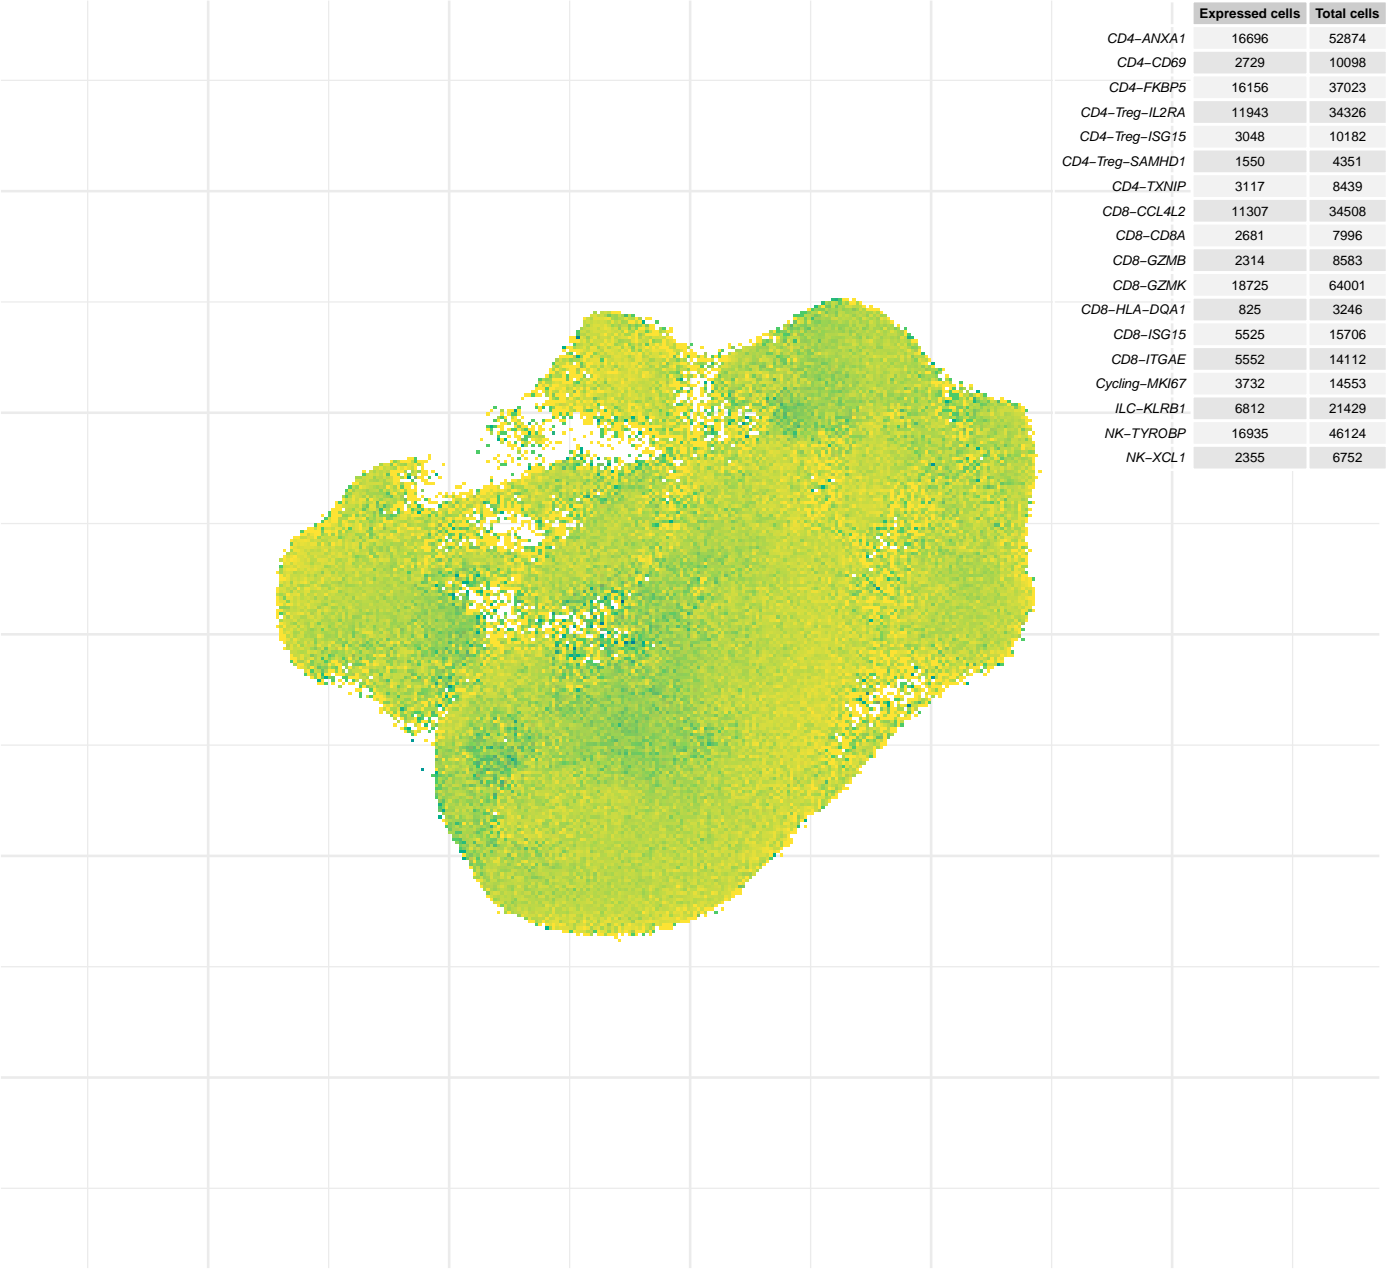 Expressed cells Total cells
CD4−ANXA1 16696 52874
CD4−CD69 2729 10098
CD4−FKBP5 16156 37023
CD4−Treg−IL2RA 11943 34326
CD4−Treg−ISG15 3048 10182
CD4−Treg−SAMHD1 1550 4351
CD4−TXNIP 3117 8439
CD8−CCL4L2 11307 34508
CD8−CD8A 2681 7996
CD8−GZMB 2314 8583
CD8−GZMK 18725 64001
CD8−HLA−DQA1 825 3246
CD8−ISG15 5525 15706
CD8−ITGAE 5552 14112
Cycling−MKI67 3732 14553
ILC−KLRB1 6812 21429
NK−TYROBP 16935 46124
NK−XCL1 2355 6752